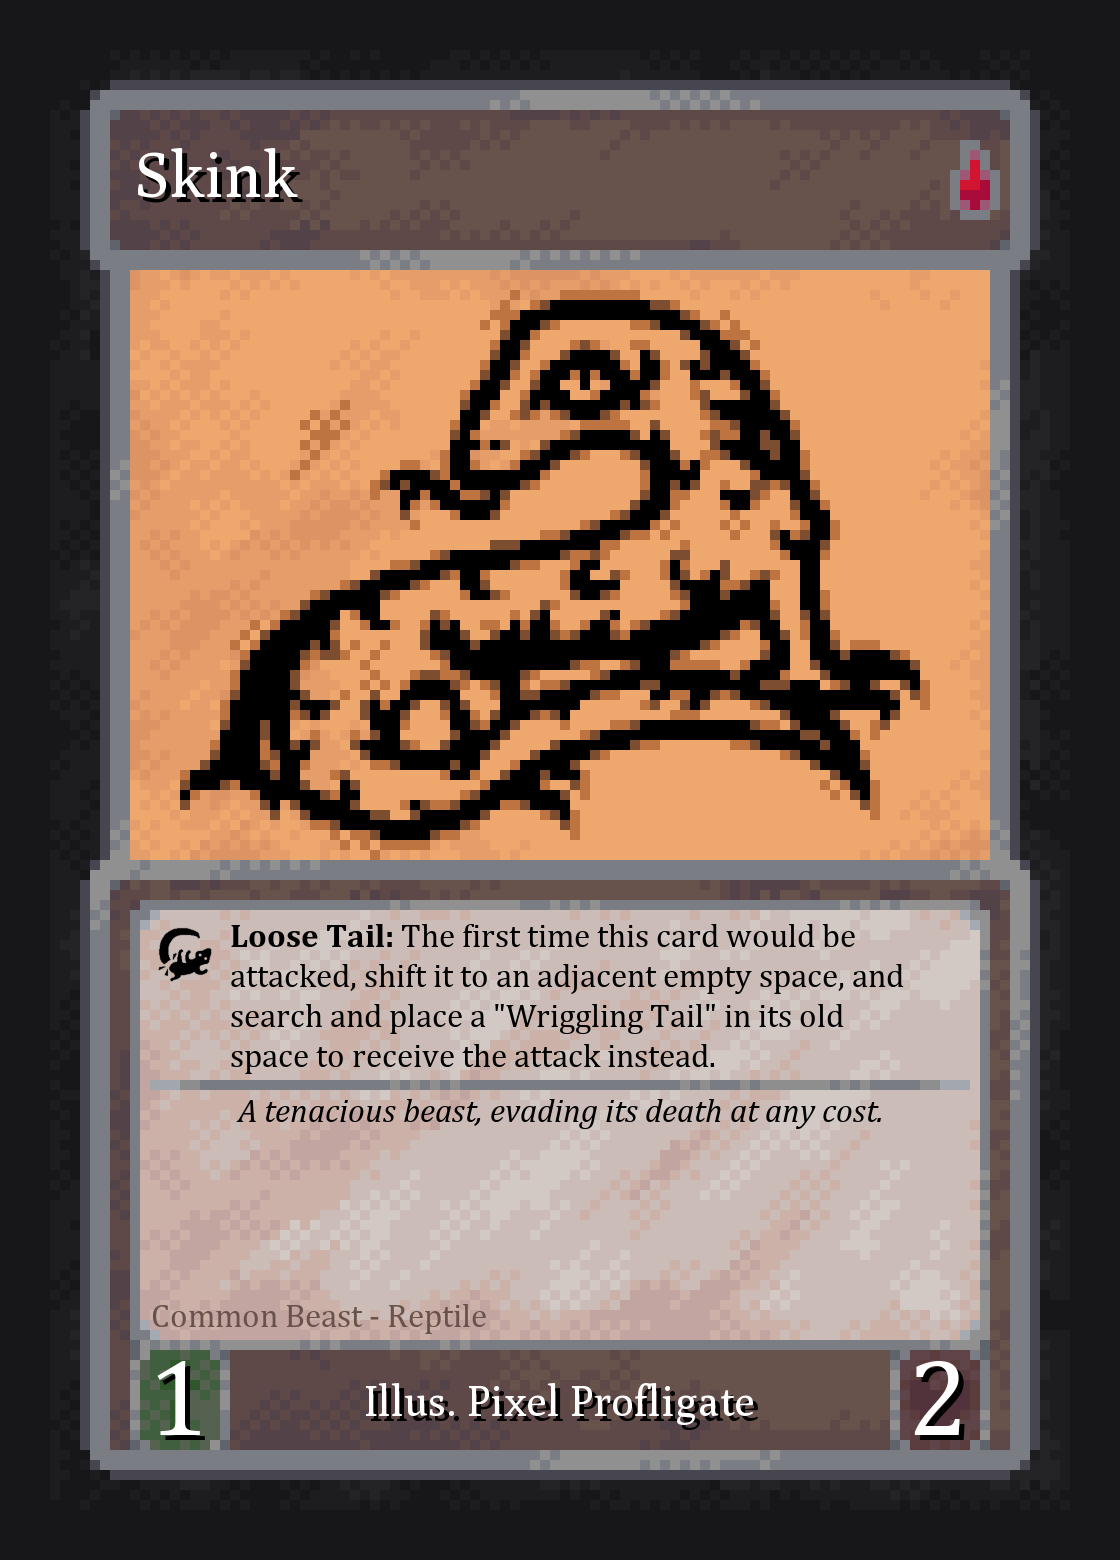 Skink
Loose Tail: The first time this card would be
attacked, shift it to an adjacent empty space, and
search and place a "Wriggling Tail" in its old
space to receive the attack instead.
A tenacious beast, evading its death at any cost.
Common Beast - Reptile
1
Illus. Pixel Profligate
2